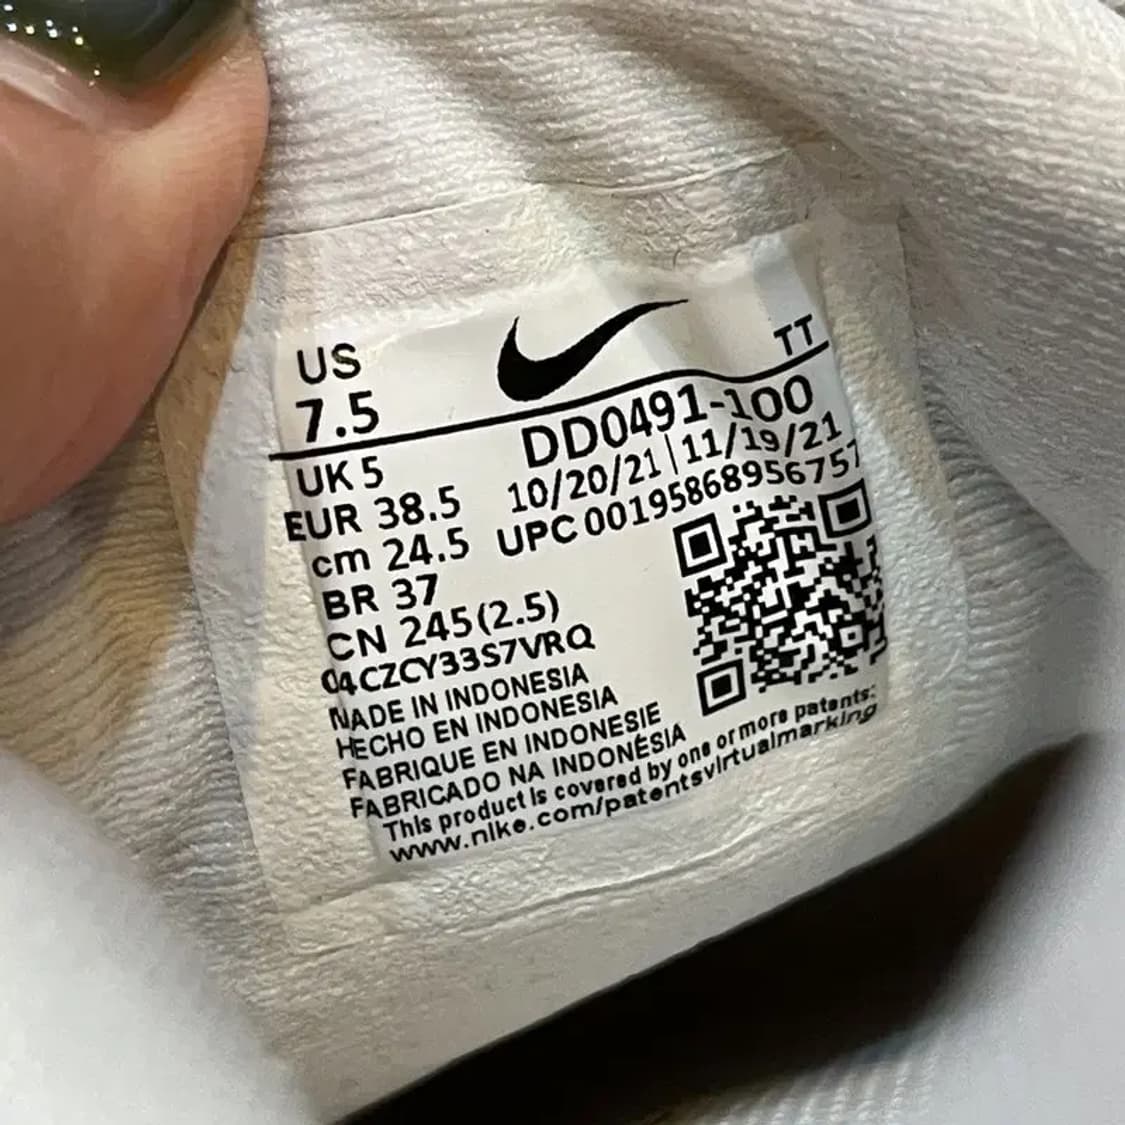 US
7.5
TT
DD0491-100
10/20/21 | 11/19/21
UPC 00195868956757
UK 5
EUR 38.5
cm 24.5
BR 37
CN 245(2.5)
04CZCY33S7VRQ
MADE IN INDONESIA
HECHO EN INDONESIA
FABRIQUE EN INDONESIE
FABRICADO NA INDONÉSIA
This product is covered by one or more patents:
www.nike.com/patentsvirtualmarking